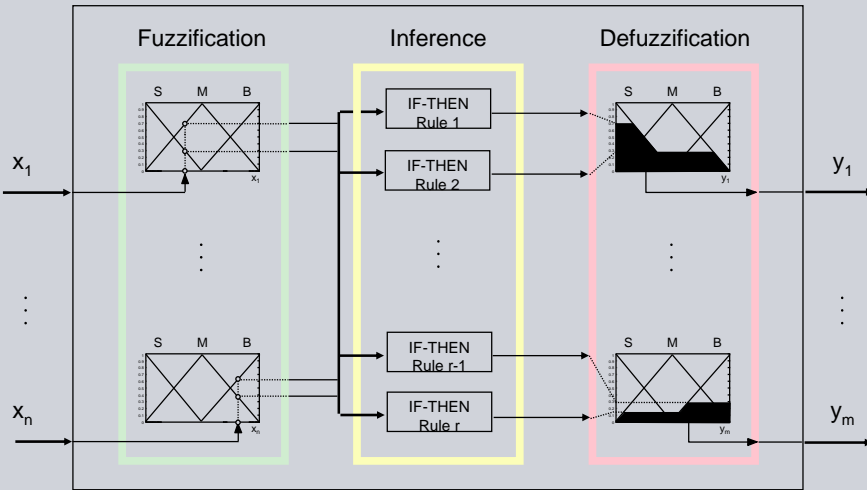 Fuzzification
Inference
Defuzzification
S M B
x1
IF-THEN
Rule 1
IF-THEN
Rule 2
S M B
y1
x1
y1
S M B
xn
IF-THEN
Rule r-1
IF-THEN
Rule r
S M B
ym
xn
ym